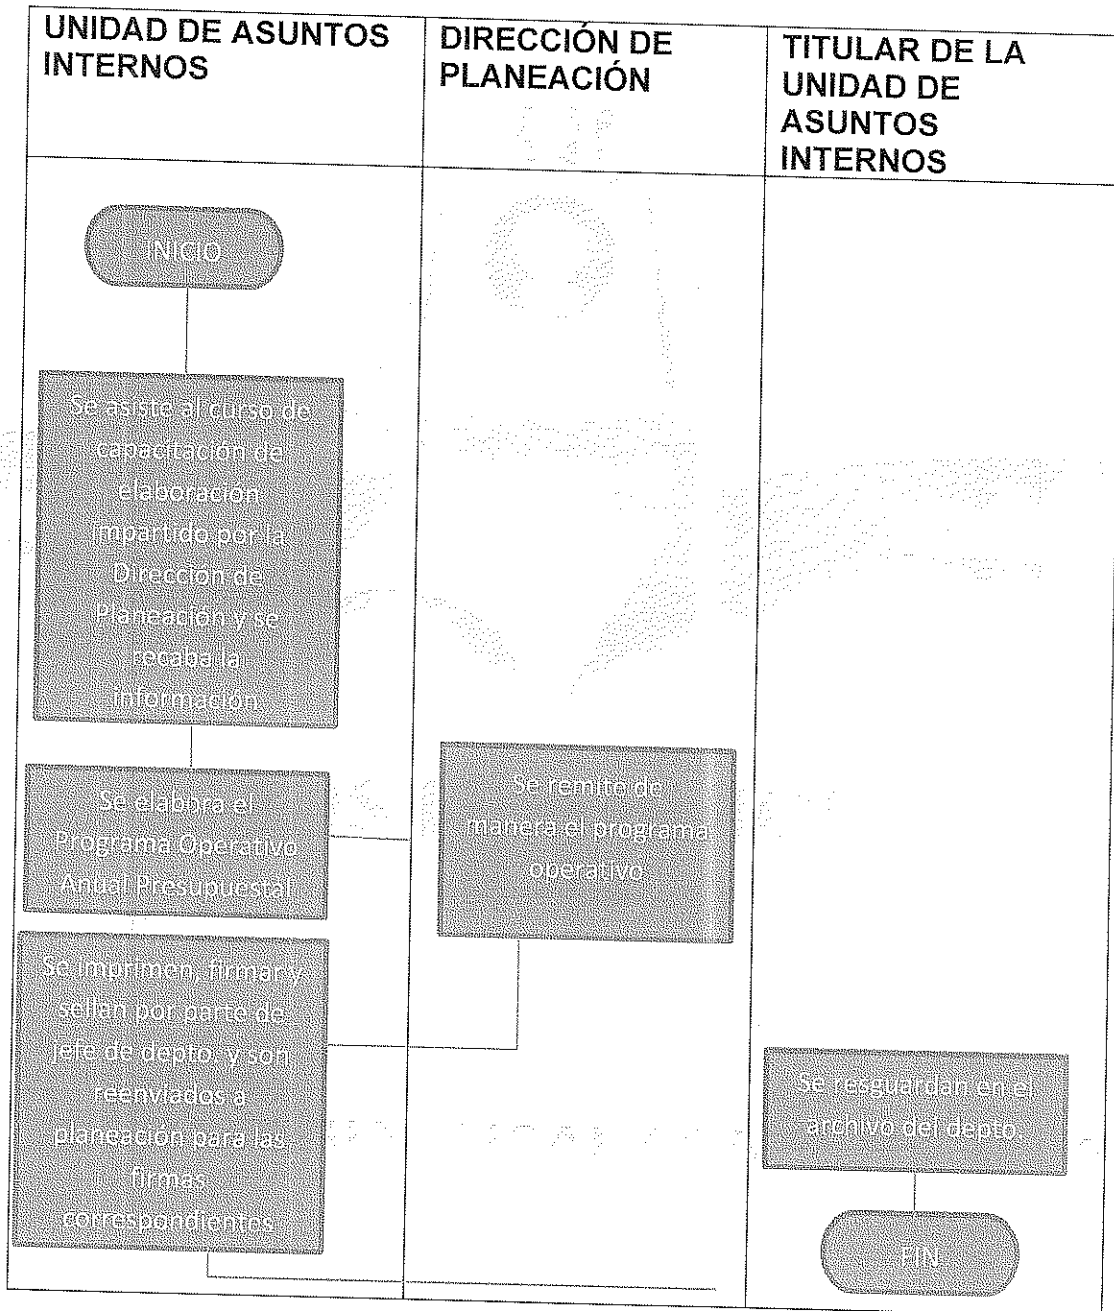 UNIDAD DE ASUNTOS
INTERNOS
DIRECCIÓN DE
PLANEACIÓN
TITULAR DE LA
UNIDAD DE
ASUNTOS
INTERNOS
INICIO
Se asiste al curso de
capacitación de
elaboración
impartido por la
Dirección de
Planeación y se
recaba la
información
Se elabora el
Programa Operativo
Anual Presupuestal
Se remite de
manera el programa
operativo
Se imprimen, firmar y
sellan por parte de
jefe de depto. y son
reenviados a
planeación para las
firmas
correspondientes
Se resguardan en el
archivo del depto
FIN